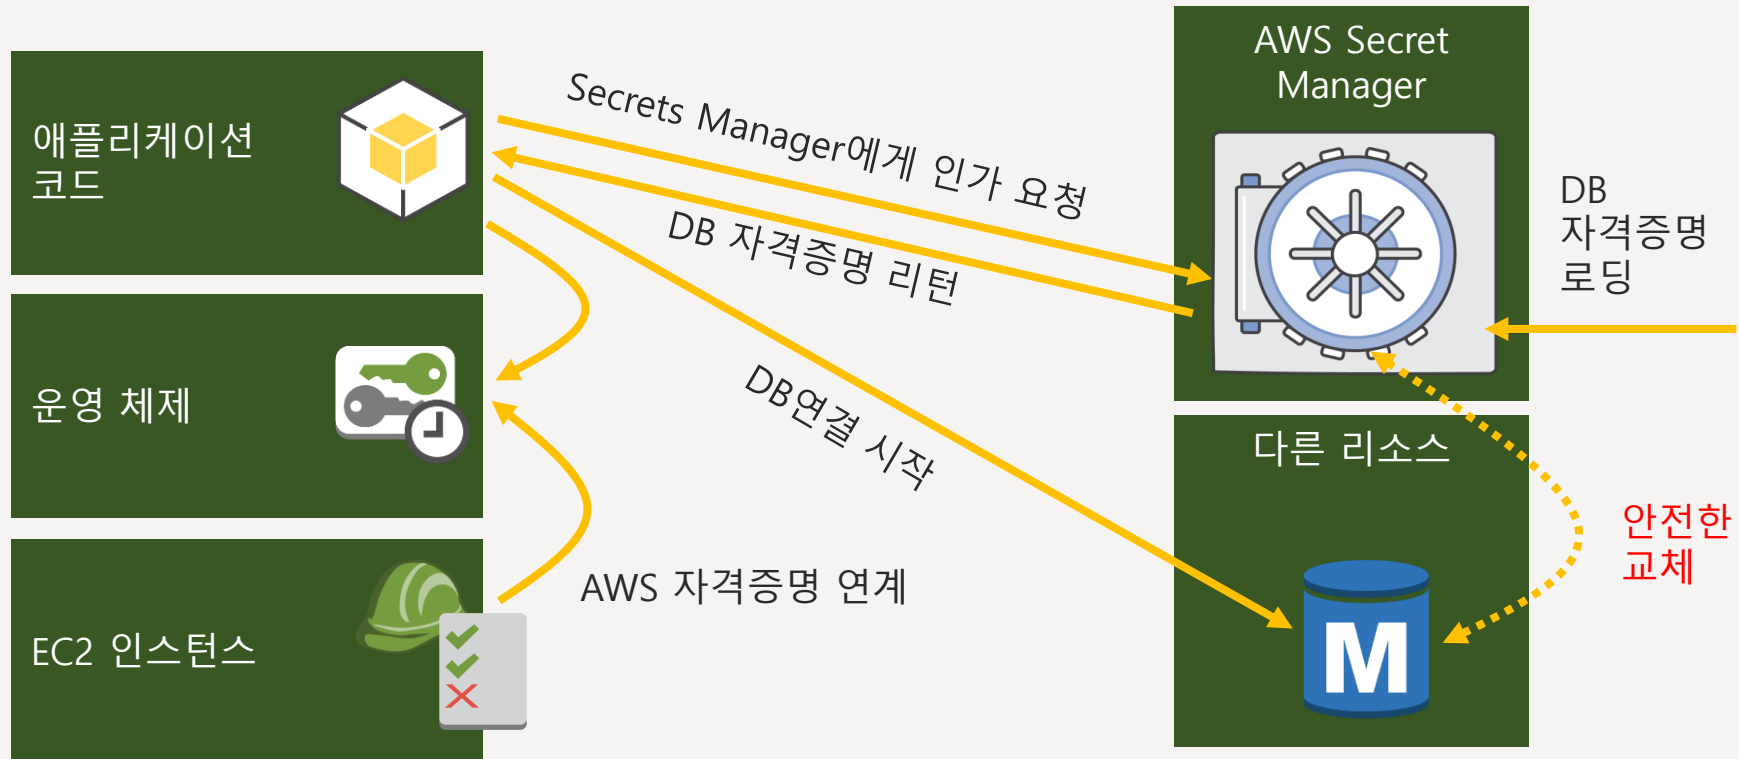 애플리케이션
코드
운영 체제
EC2 인스턴스
Secrets Manager에게 인가 요청
DB 자격증명 리턴
DB연결 시작
AWS 자격증명 연계
AWS Secret
Manager
다른 리소스
M
DB
자격증명
로딩
안전한
교체